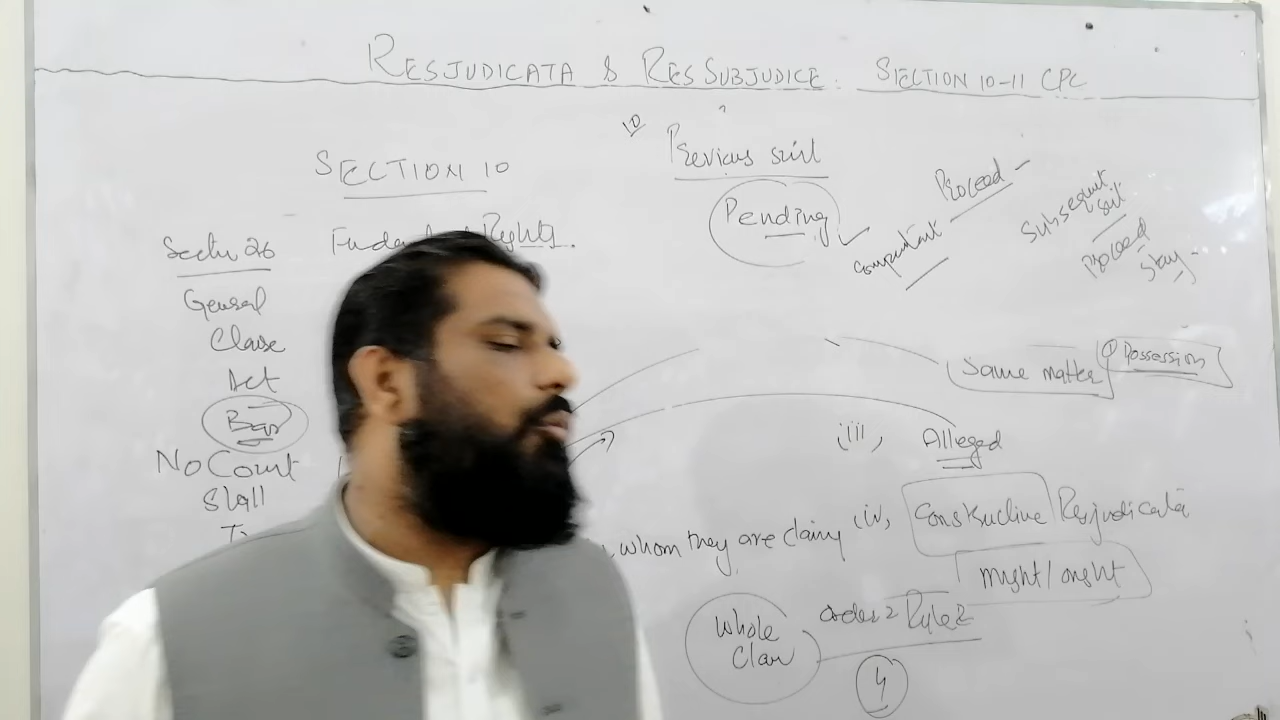 RESJUDICATA & RES SUBJUDICE. SECTION 10-11 CPC
SECTION 10
Section 26
General
Clause
Act
Bar
No Court
Shall
10
Previous suit
Pending
Competent
Proceed
Subsequent
suit
Proceed
Stay
Same matter
Possession
(iii) Alleged
whom they are claiming
(iv) Constructive Resjudicata
might/ought
Whole
Claim
order 2 Rule 2
4